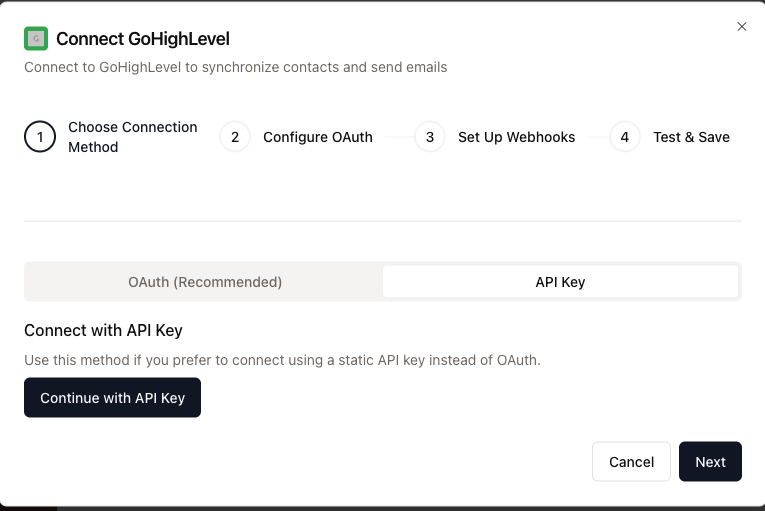 G
Connect GoHighLevel
Connect to GoHighLevel to synchronize contacts and send emails
1
Choose Connection
Method
2
Configure OAuth
3
Set Up Webhooks
4
Test & Save
OAuth (Recommended)
API Key
Connect with API Key
Use this method if you prefer to connect using a static API key instead of OAuth.
Continue with API Key
Cancel
Next